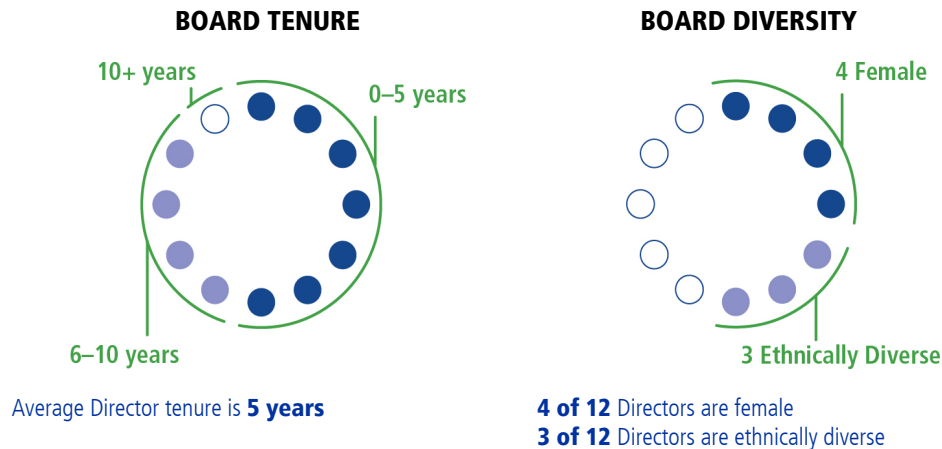 BOARD TENURE
10+ years
0–5 years
6–10 years
Average Director tenure is 5 years
BOARD DIVERSITY
4 Female
3 Ethnically Diverse
4 of 12 Directors are female
3 of 12 Directors are ethnically diverse